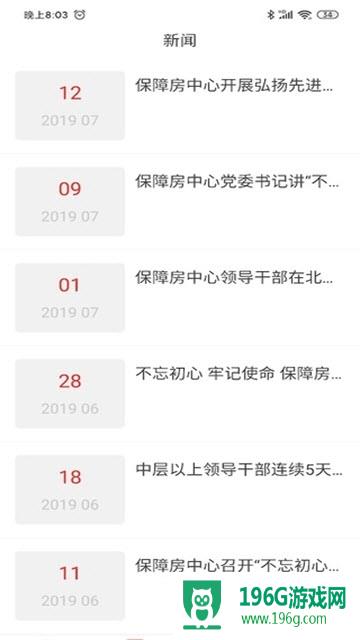 晚上8:03 54
新闻
12
2019 07
保障房中心开展弘扬先进...
09
2019 07
保障房中心党委书记讲“不...
01
2019 07
保障房中心领导干部在北...
28
2019 06
不忘初心 牢记使命 保障房...
18
2019 06
中层以上领导干部连续5天...
11
2019 06
保障房中心召开“不忘初心...
196G游戏网
www.196g.com